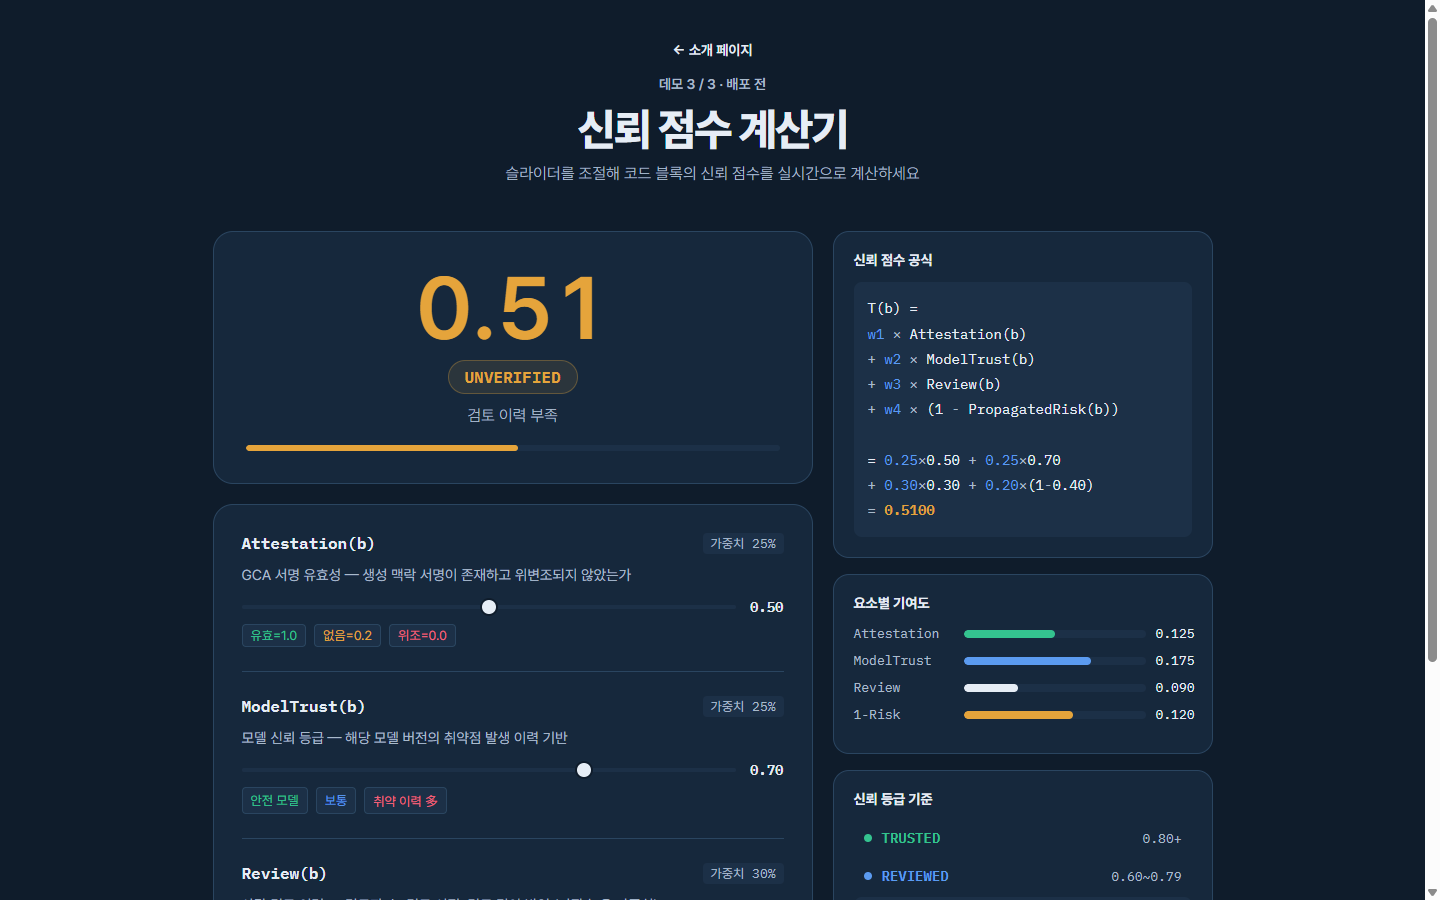 ← 소개 페이지
데모 3 / 3 · 배포 전
신뢰 점수 계산기
슬라이더를 조절해 코드 블록의 신뢰 점수를 실시간으로 계산하세요
0.51
UNVERIFIED
검토 이력 부족
Attestation(b)
가중치 25%
GCA 서명 유효성 — 생성 맥락 서명이 존재하고 위변조되지 않았는가
0.50
유효=1.0
없음=0.2
위조=0.0
ModelTrust(b)
가중치 25%
모델 신뢰 등급 — 해당 모델 버전의 취약점 발생 이력 기반
0.70
안전 모델
보통
취약 이력 多
Review(b)
가중치 30%
신뢰 점수 공식
T(b) =
w1 × Attestation(b)
+ w2 × ModelTrust(b)
+ w3 × Review(b)
+ w4 × (1 - PropagatedRisk(b))
= 0.25×0.50 + 0.25×0.70
+ 0.30×0.30 + 0.20×(1-0.40)
= 0.5100
요소별 기여도
Attestation 0.125
ModelTrust 0.175
Review 0.090
1-Risk 0.120
신뢰 등급 기준
TRUSTED 0.80+
REVIEWED 0.60~0.79